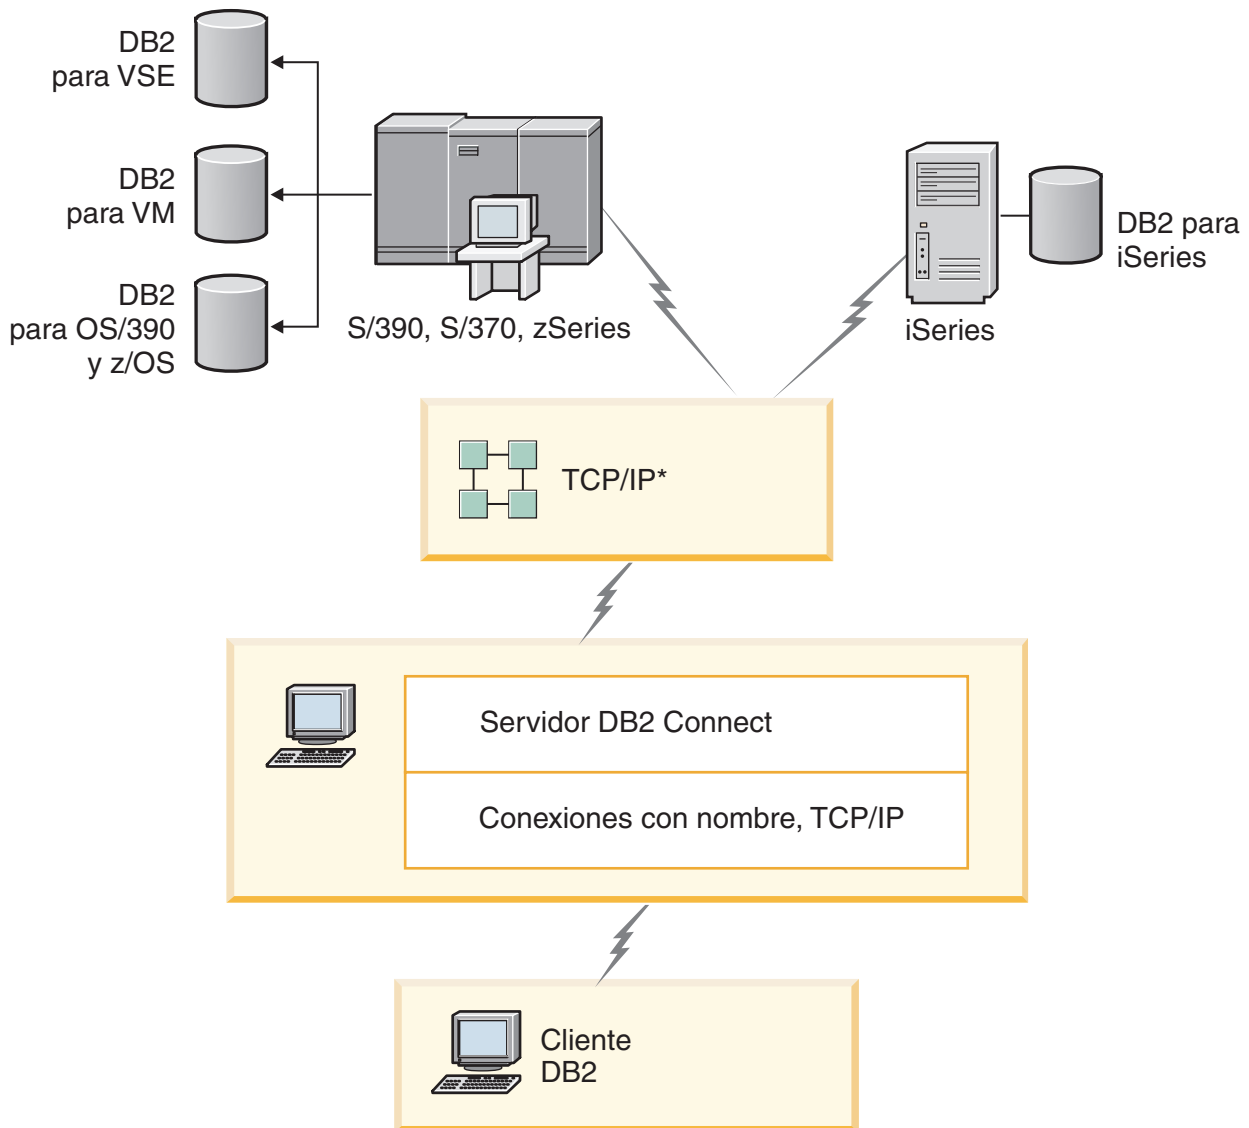 DB2
para VSE
DB2
para VM
DB2
para OS/390
y z/OS
S/390, S/370, zSeries
DB2 para
iSeries
iSeries
TCP/IP*
Servidor DB2 Connect
Conexiones con nombre, TCP/IP
Cliente
DB2